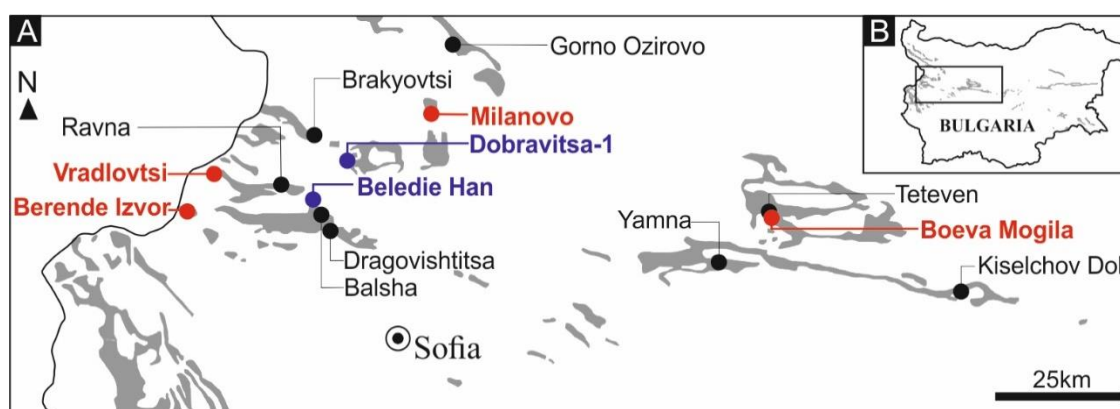 A
B
N
Gorno Ozirovo
Brakyovtsi
Milanovo
Ravna
Dobravitsa-1
Vradlovtsi
Beledie Han
Berende Izvor
Dragovishtitsa
Balsha
Sofia
BULGARIA
Teteven
Yamna
Boeva Mogila
Kiselchov Dol
25km